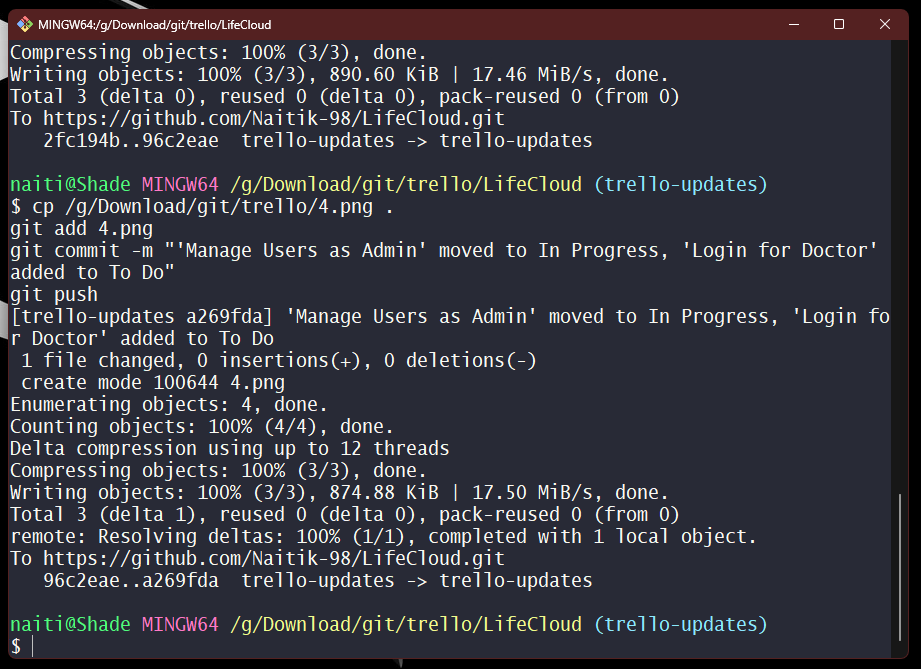 MINGW64:/g/Download/git/trello/LifeCloud
Compressing objects: 100% (3/3), done.
Writing objects: 100% (3/3), 890.60 KiB | 17.46 MiB/s, done.
Total 3 (delta 0), reused 0 (delta 0), pack-reused 0 (from 0)
To https://github.com/Naitik-98/LifeCloud.git
   2fc194b..96c2eae  trello-updates -> trello-updates
naiti@Shade MINGW64 /g/Download/git/trello/LifeCloud (trello-updates)
$ cp /g/Download/git/trello/4.png .
git add 4.png
git commit -m "'Manage Users as Admin' moved to In Progress, 'Login for Doctor'
added to To Do"
git push
[trello-updates a269fda] 'Manage Users as Admin' moved to In Progress, 'Login fo
r Doctor' added to To Do
 1 file changed, 0 insertions(+), 0 deletions(-)
 create mode 100644 4.png
Enumerating objects: 4, done.
Counting objects: 100% (4/4), done.
Delta compression using up to 12 threads
Compressing objects: 100% (3/3), done.
Writing objects: 100% (3/3), 874.88 KiB | 17.50 MiB/s, done.
Total 3 (delta 1), reused 0 (delta 0), pack-reused 0 (from 0)
remote: Resolving deltas: 100% (1/1), completed with 1 local object.
To https://github.com/Naitik-98/LifeCloud.git
   96c2eae..a269fda  trello-updates -> trello-updates
naiti@Shade MINGW64 /g/Download/git/trello/LifeCloud (trello-updates)
$